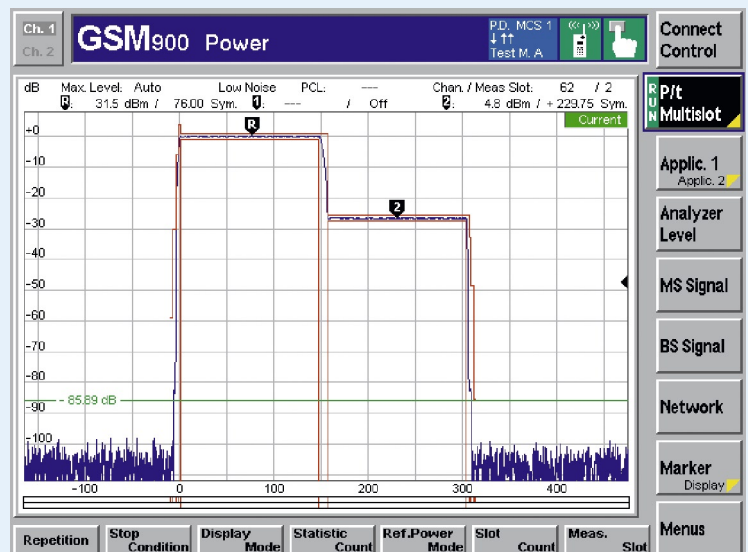 Ch. 1
Ch. 2
GSM900 Power
P.D. MCS 1
↓↑↑
Test M. A
Connect
Control
dB Max. Level: Auto Low Noise PCL: --- Chan. / Meas Slot: 62 / 2
R: 31.5 dBm / 76.00 Sym. 1: --- / Off 2: 4.8 dBm / + 229.75 Sym.
Current
R
2
+0
-10
-20
-30
-40
-50
-60
-70
-80
- 85.89 dB
-90
-100
-100 0 100 200 300 400
RUN
P/t
Multislot
Applic. 1
Applic. 2
Analyzer
Level
MS Signal
BS Signal
Network
Marker
Display
Menus
Repetition
Stop
Condition
Display
Mode
Statistic
Count
Ref.Power
Mode
Slot
Count
Meas.
Slot